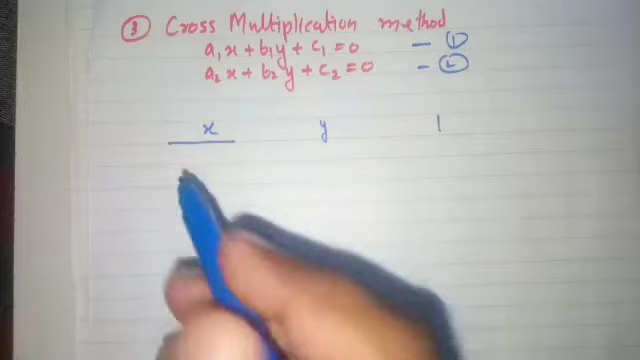 ③ Cross Multiplication method
a₁x + b₁y + c₁ = 0 — ①
a₂x + b₂y + c₂ = 0 — ②
x y 1